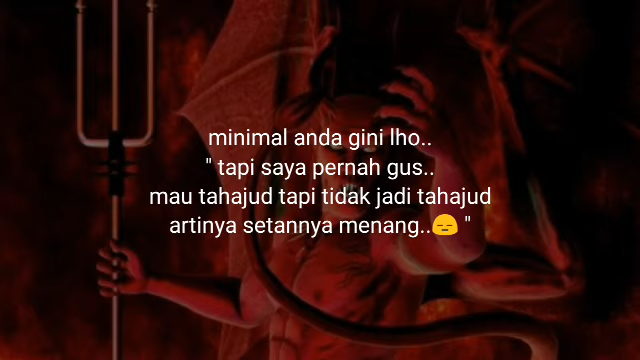 minimal anda gini lho..
" tapi saya pernah gus..
mau tahajud tapi tidak jadi tahajud
artinya setannya menang..😑 "